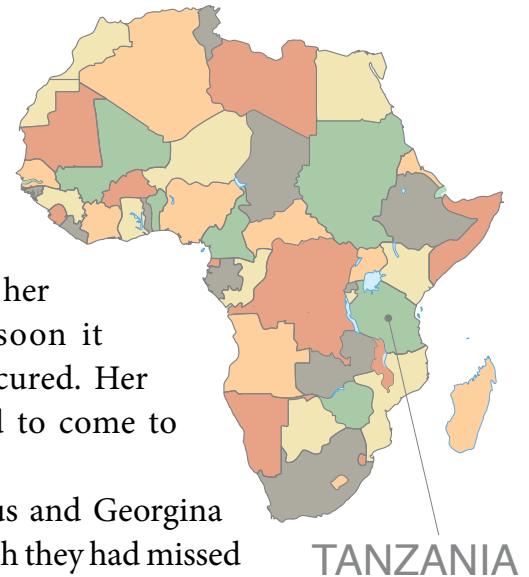 her
soon it
cured. Her
to come to
us and Georgina
h they had missed
TANZANIA